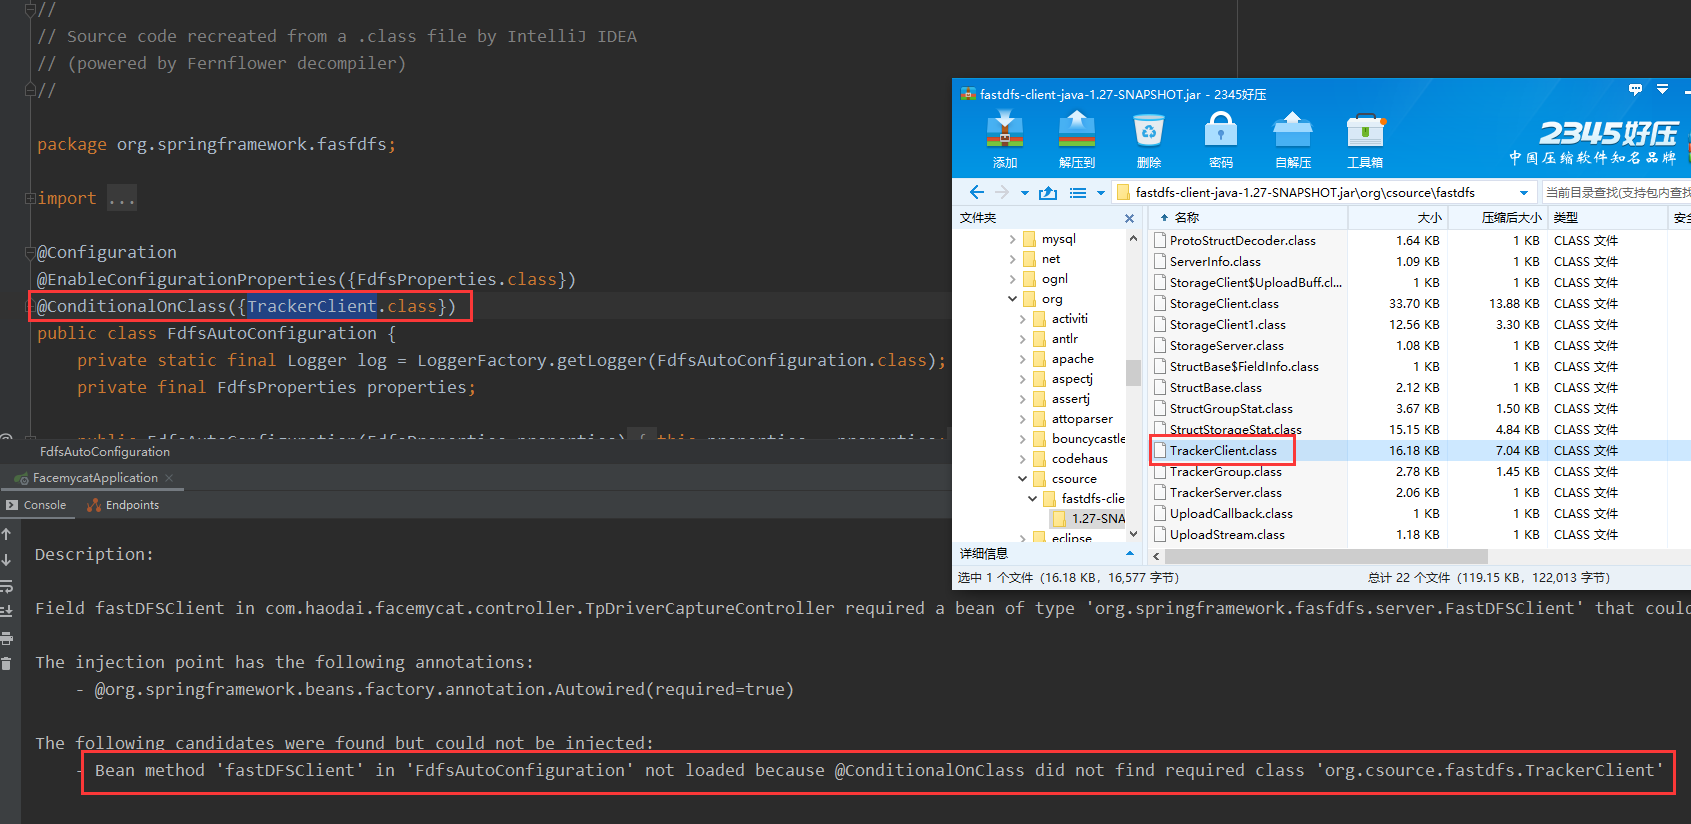 //
// Source code recreated from a .class file by IntelliJ IDEA
// (powered by Fernflower decompiler)
//
package org.springframework.fasfdfs;
import ...
@Configuration
@EnableConfigurationProperties({FdfsProperties.class})
@ConditionalOnClass({TrackerClient.class})
public class FdfsAutoConfiguration {
private static final Logger log = LoggerFactory.getLogger(FdfsAutoConfiguration.class);
private final FdfsProperties properties;
FdfsAutoConfiguration
FacemycatApplication
Console
Endpoints
Description:
Field fastDFSClient in com.haodai.facemycat.controller.TpDriverCaptureController required a bean of type 'org.springframework.fasfdfs.server.FastDFSClient' that could
The injection point has the following annotations:
- @org.springframework.beans.factory.annotation.Autowired(required=true)
The following candidates were found but could not be injected:
- Bean method 'fastDFSClient' in 'FdfsAutoConfiguration' not loaded because @ConditionalOnClass did not find required class 'org.csource.fastdfs.TrackerClient'
fastdfs-client-java-1.27-SNAPSHOT.jar - 2345好压
添加 解压到 删除 密码 自解压 工具箱
2345好压
中国压缩软件知名品牌
fastdfs-client-java-1.27-SNAPSHOT.jar\org\csource\fastdfs
当前目录查找(支持包内查找
文件夹
mysql
net
ognl
org
activiti
antlr
apache
aspectj
assertj
attoparser
bouncycastle
codehaus
csource
fastdfs-clie
1.27-SNA
eclipse
名称 大小 压缩后大小 类型 安全
ProtoStructDecoder.class 1.64 KB 1 KB CLASS 文件
ServerInfo.class 1.09 KB 1 KB CLASS 文件
StorageClient$UploadBuff.cl... 1 KB 1 KB CLASS 文件
StorageClient.class 33.70 KB 13.88 KB CLASS 文件
StorageClient1.class 12.56 KB 3.30 KB CLASS 文件
StorageServer.class 1.08 KB 1 KB CLASS 文件
StructBase$FieldInfo.class 1 KB 1 KB CLASS 文件
StructBase.class 2.12 KB 1 KB CLASS 文件
StructGroupStat.class 3.67 KB 1.50 KB CLASS 文件
StructStorageStat.class 15.15 KB 4.84 KB CLASS 文件
TrackerClient.class 16.18 KB 7.04 KB CLASS 文件
TrackerGroup.class 2.78 KB 1.45 KB CLASS 文件
TrackerServer.class 2.06 KB 1 KB CLASS 文件
UploadCallback.class 1 KB 1 KB CLASS 文件
UploadStream.class 1.18 KB 1 KB CLASS 文件
详细信息
选中 1 个文件（16.18 KB，16,577 字节）
总计 22 个文件（119.15 KB，122,013 字节）